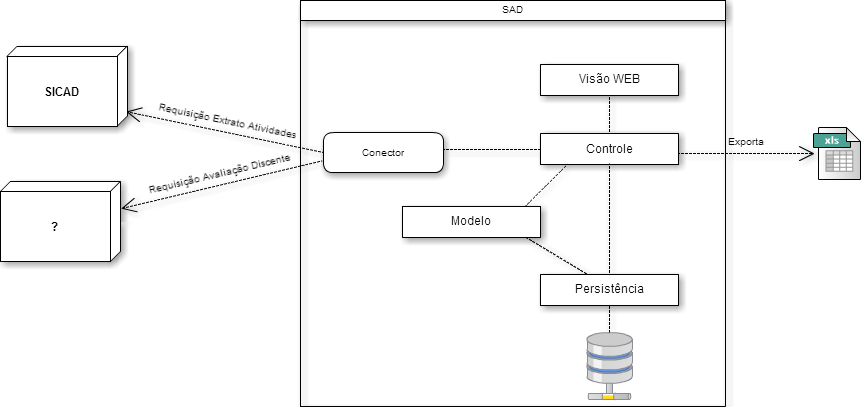 SAD
Visão WEB
SICAD
Requisição Extrato Atividades
Controle
Exporta
xls
Conector
Requisição Avaliação Discente
?
Modelo
Persistência